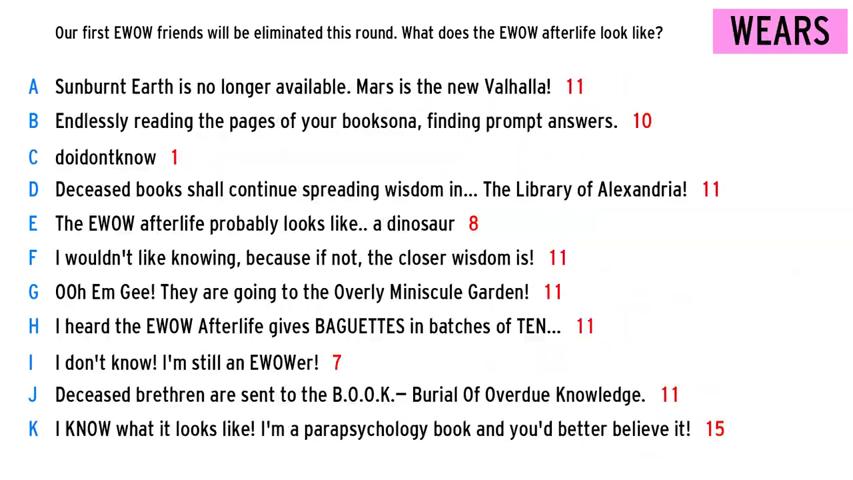 Our first EWOW friends will be eliminated this round. What does the EWOW afterlife look like?
WEARS
A Sunburnt Earth is no longer available. Mars is the new Valhalla! 11
B Endlessly reading the pages of your booksona, finding prompt answers. 10
C doidontknow 1
D Deceased books shall continue spreading wisdom in... The Library of Alexandria! 11
E The EWOW afterlife probably looks like.. a dinosaur 8
F I wouldn't like knowing, because if not, the closer wisdom is! 11
G OOh Em Gee! They are going to the Overly Miniscule Garden! 11
H I heard the EWOW Afterlife gives BAGUETTES in batches of TEN... 11
I I don't know! I'm still an EWOWer! 7
J Deceased brethren are sent to the B.O.O.K.— Burial Of Overdue Knowledge. 11
K I KNOW what it looks like! I'm a parapsychology book and you'd better believe it! 15